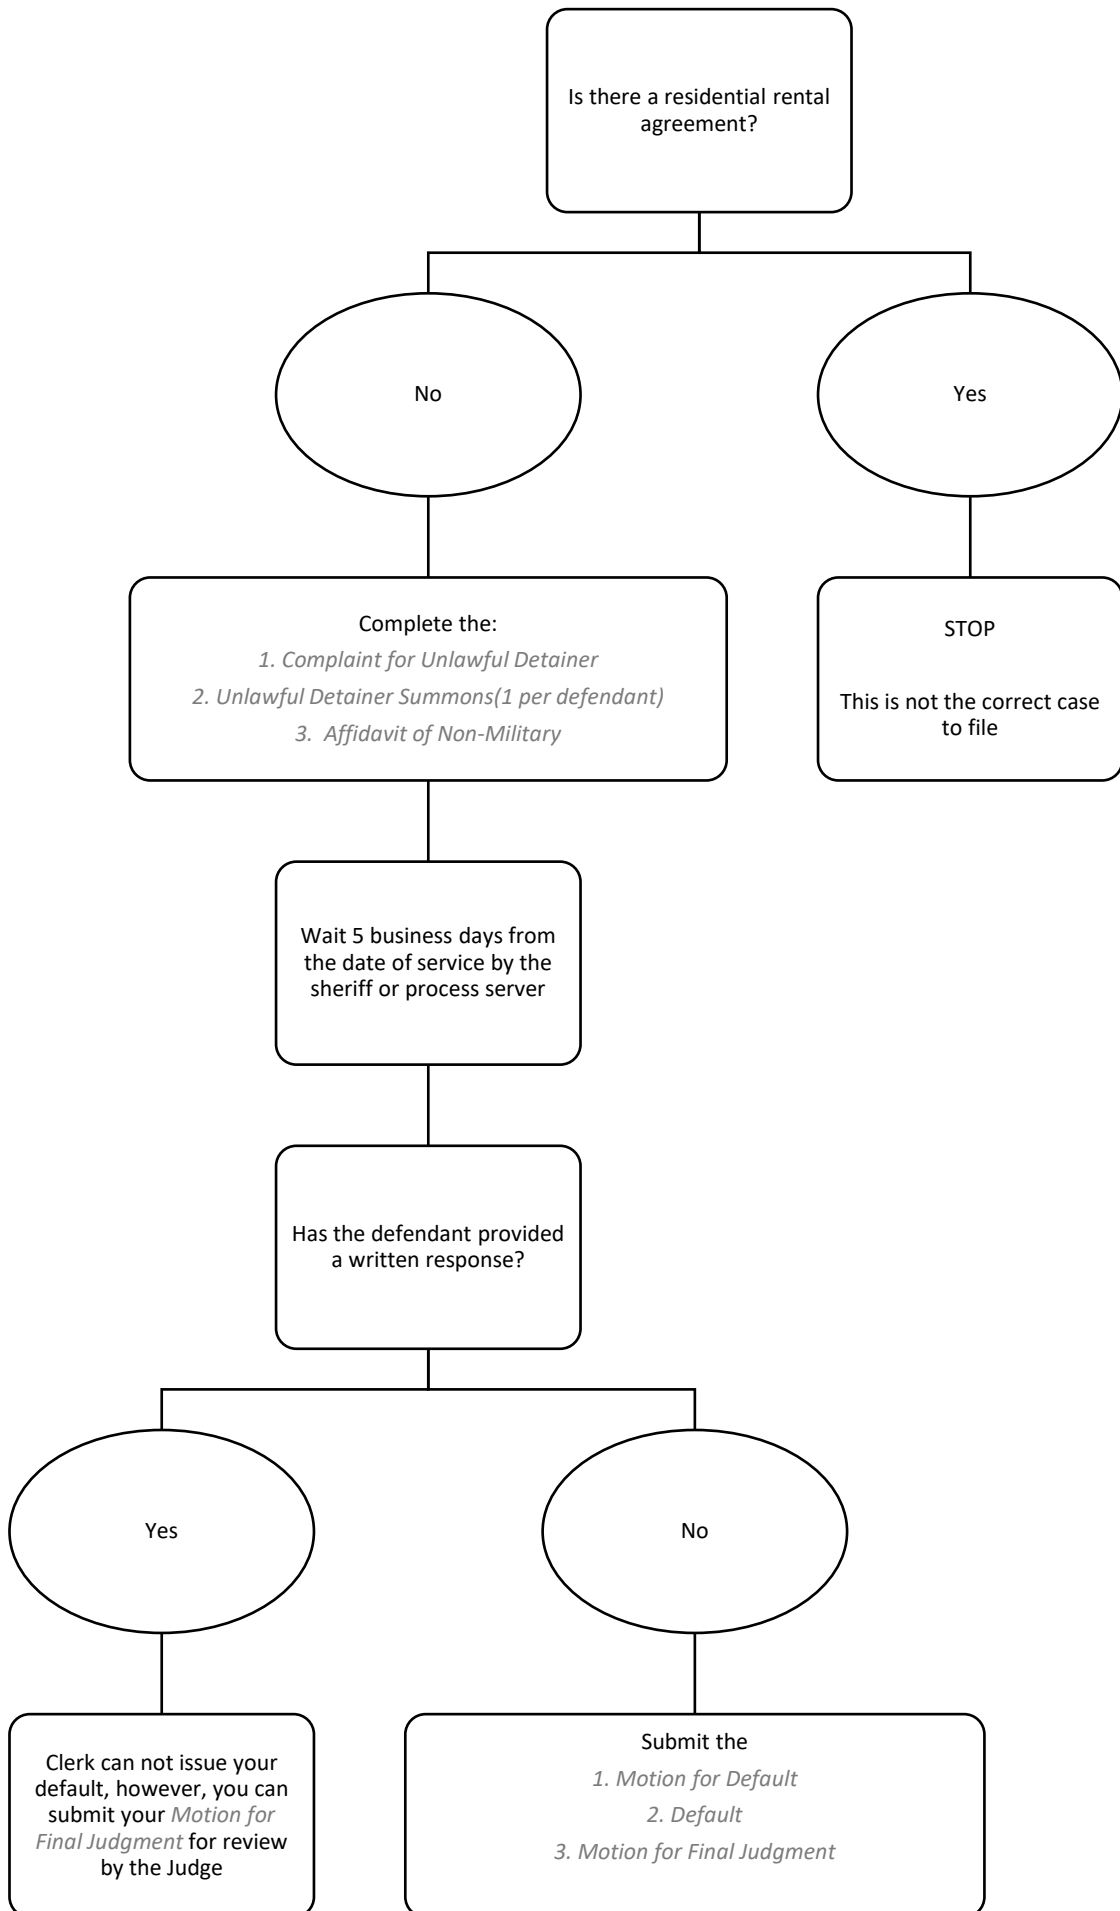 Is there a residential rental
agreement?
No
Yes
Complete the:
1. Complaint for Unlawful Detainer
2. Unlawful Detainer Summons(1 per defendant)
3.  Affidavit of Non-Military
STOP
This is not the correct case
to file
Wait 5 business days from
the date of service by the
sheriff or process server
Has the defendant provided
a written response?
Yes
No
Clerk can not issue your
default, however, you can
submit your Motion for
Final Judgment for review
by the Judge
Submit the
1. Motion for Default
2. Default
3. Motion for Final Judgment